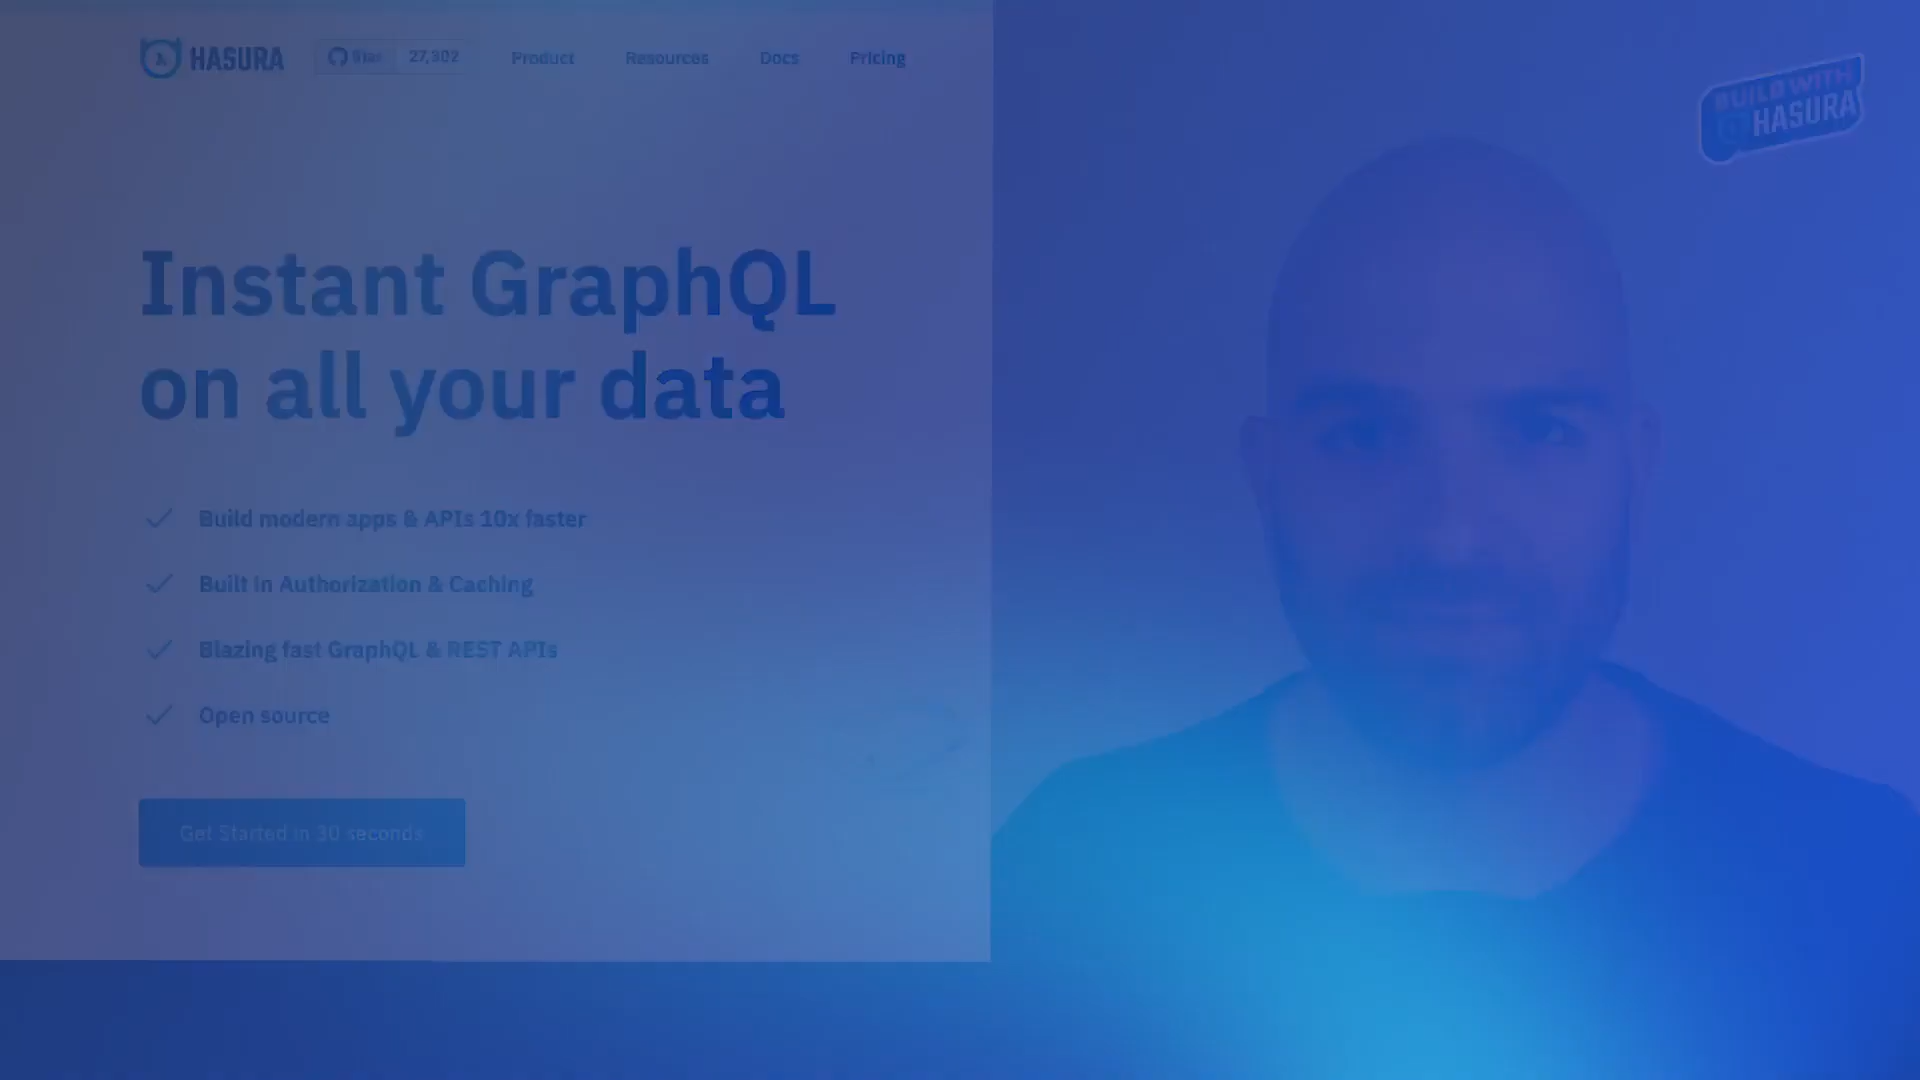 HASURA
Star 27,302
Product
Resources
Docs
Pricing
BUILD WITH
HASURA
Instant GraphQL
on all your data
Build modern apps & APIs 10x faster
Built in Authorization & Caching
Blazing fast GraphQL & REST APIs
Open source
Get Started in 30 seconds